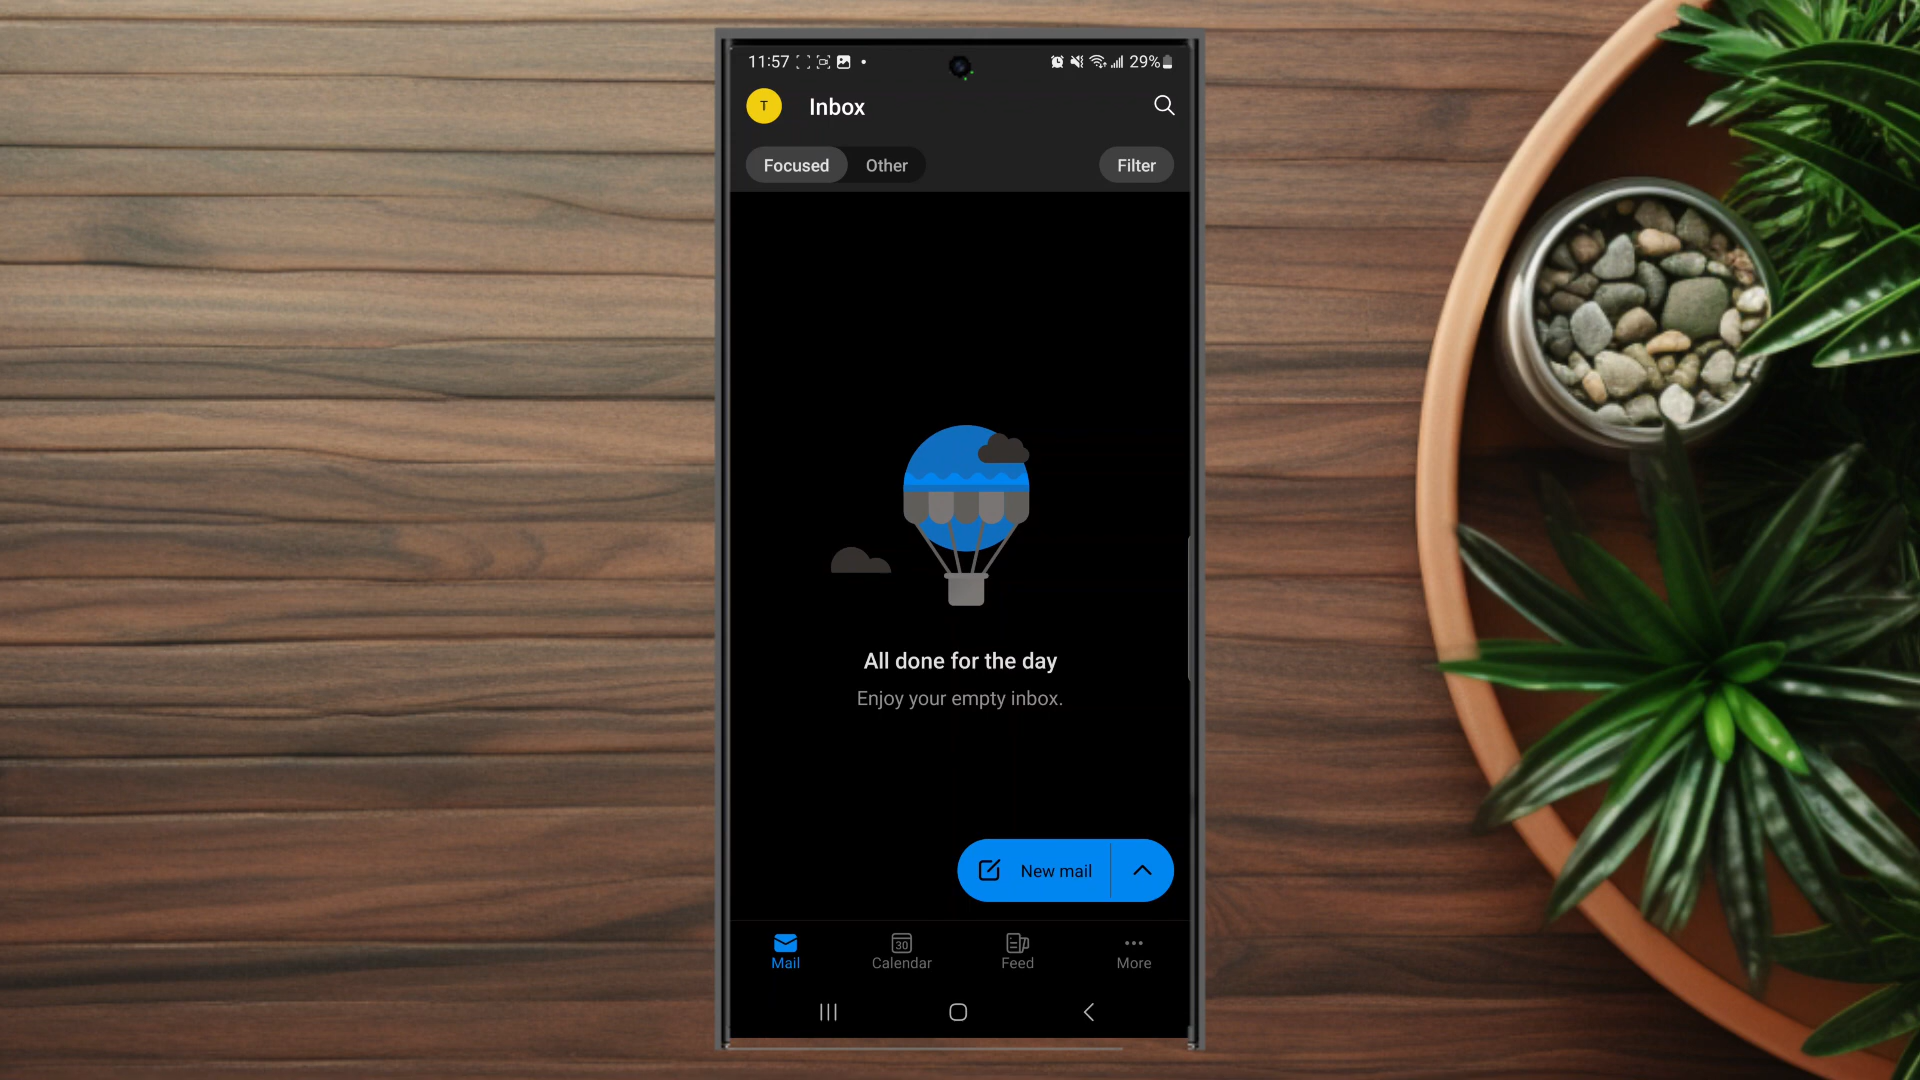 11:57
29%
T
Inbox
Focused
Other
Filter
All done for the day
Enjoy your empty inbox.
New mail
30
Mail
Calendar
Feed
More